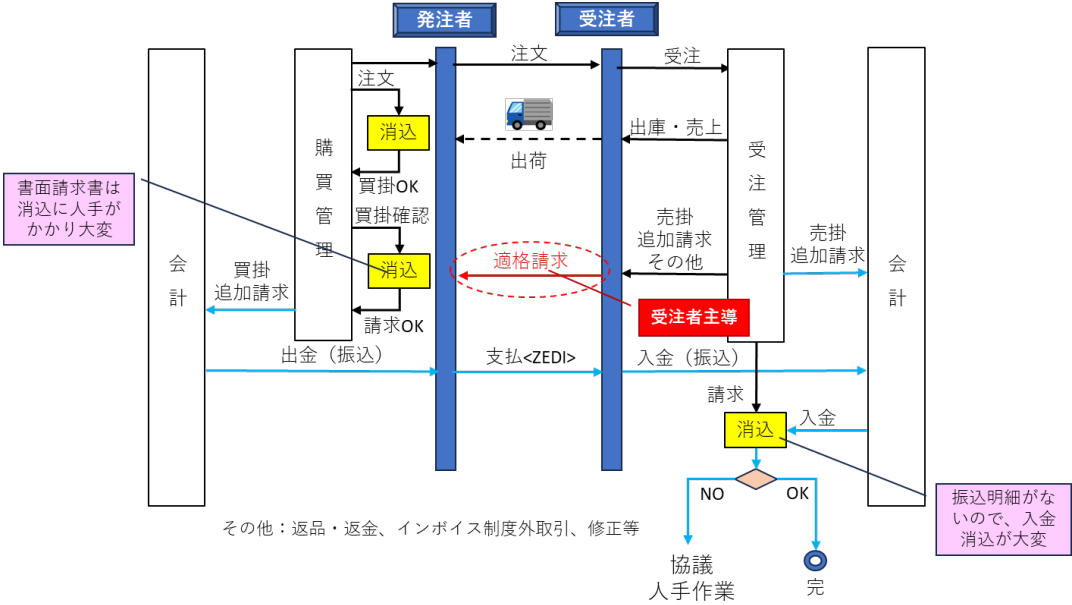 発注者
受注者
注文
注文
受注
消込
出庫・売上
出荷
購買管理
受注管理
買掛OK
書面請求書は
消込に人手が
かかり大変
買掛確認
売掛
追加請求
その他
売掛
追加請求
会計
買掛
追加請求
消込
適格請求
会計
請求OK
受注者主導
出金（振込）
支払<ZEDI>
入金（振込）
請求
消込
入金
NO
OK
振込明細がな
いので、入金
消込が大変
その他：返品・返金、インボイス制度外取引、修正等
協議
人手作業
完